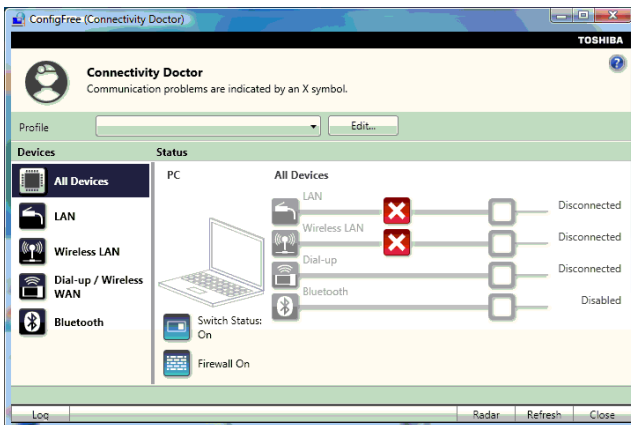 ConfigFree (Connectivity Doctor)
TOSHIBA
Connectivity Doctor
Communication problems are indicated by an X symbol.
Profile
Edit...
Devices
Status
All Devices
LAN
Wireless LAN
Dial-up / Wireless
WAN
Bluetooth
PC
Switch Status:
On
Firewall On
All Devices
LAN
Disconnected
Wireless LAN
Disconnected
Dial-up
Disconnected
Bluetooth
Disabled
Log
Radar
Refresh
Close